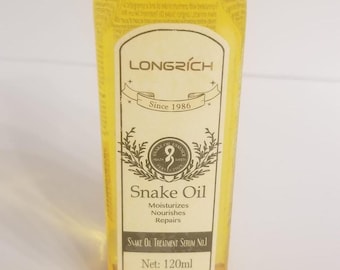 LONGRICH
Since 1986
Snake Oil
Moisturizes
Nourishes
Repairs
SNAKE OIL TREATMENT SERUM No.1
Net: 120ml